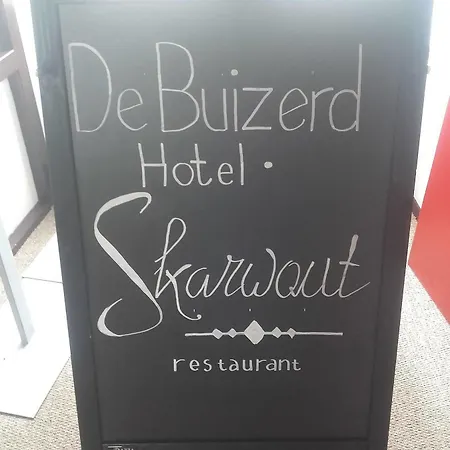 De Buizerd
Hotel.
Skarwout
restaurant